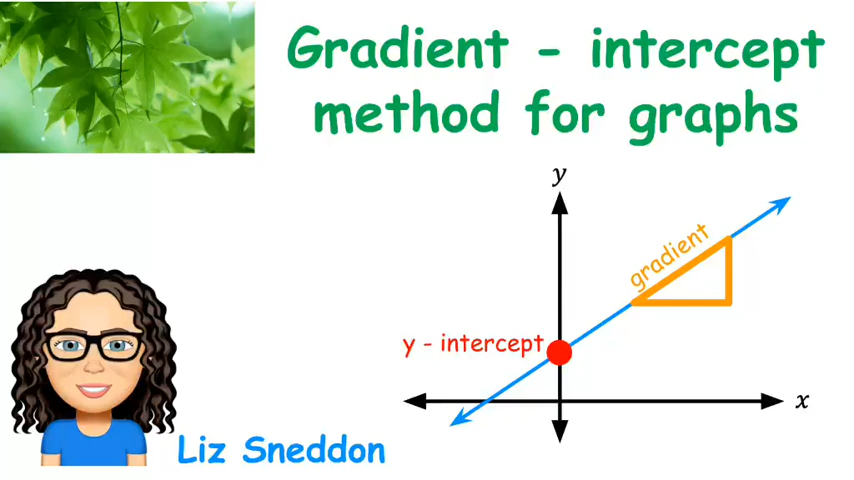 Gradient - intercept
method for graphs
y
gradient
y - intercept
x
Liz Sneddon